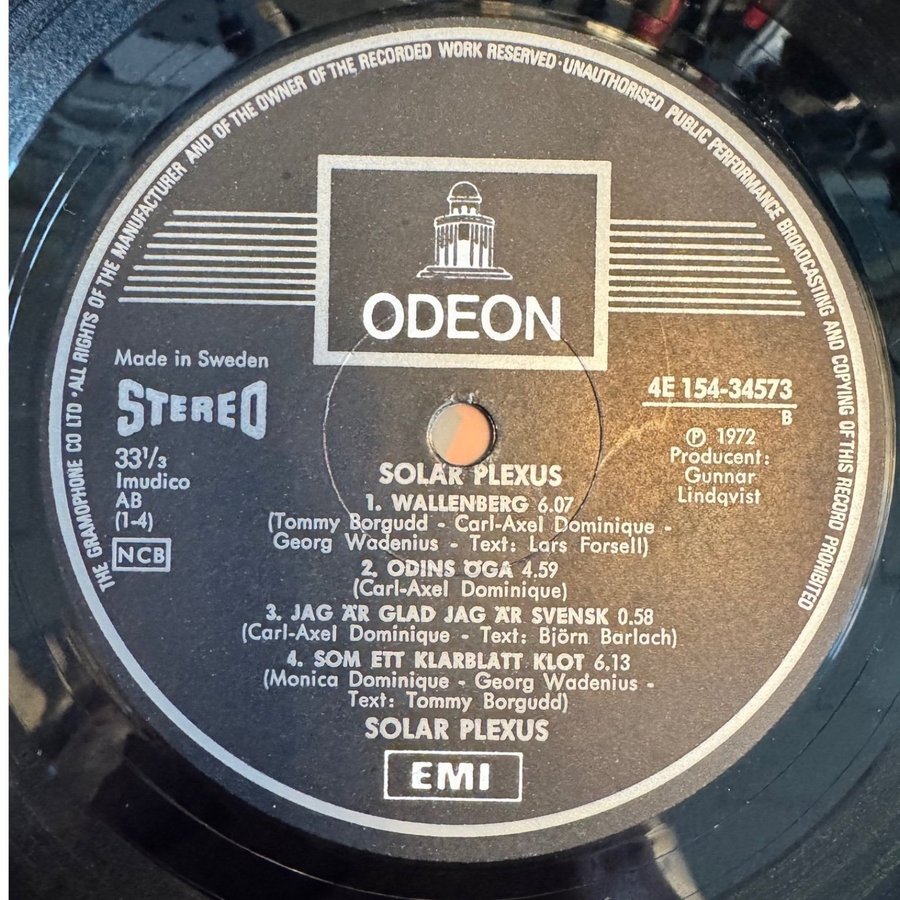 THE GRAMOPHONE CO LTD · ALL RIGHTS OF THE MANUFACTURER AND OF THE OWNER OF THE RECORDED WORK RESERVED · UNAUTHORISED PUBLIC PERFORMANCE BROADCASTING AND COPYING OF THIS RECORD PROHIBITED
ODEON
Made in Sweden
STEREO
33⅓
Imudico
AB
(1-4)
NCB
4E 154-34573
B
℗ 1972
Producent:
Gunnar
Lindqvist
SOLAR PLEXUS
1. WALLENBERG 6.07
(Tommy Borgudd - Carl-Axel Dominique -
Georg Wadenius - Text: Lars Forsell)
2. ODINS ÖGA 4.59
(Carl-Axel Dominique)
3. JAG ÄR GLAD JAG ÄR SVENSK 0.58
(Carl-Axel Dominique - Text: Björn Barlach)
4. SOM ETT KLARBLATT KLOT 6.13
(Monica Dominique - Georg Wadenius -
Text: Tommy Borgudd)
SOLAR PLEXUS
EMI